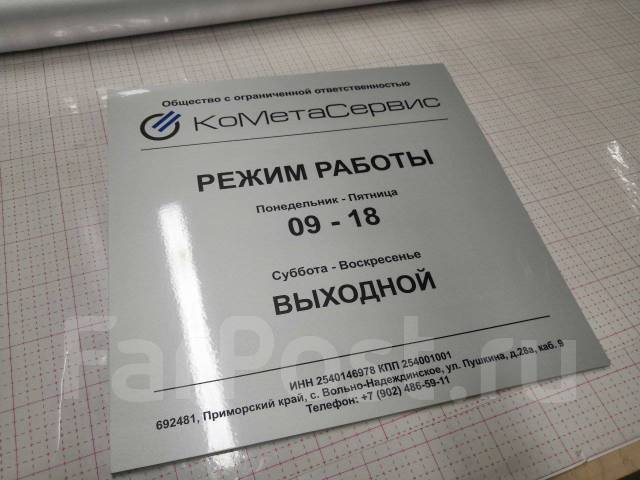 Общество с ограниченной ответственностью
КоМетаСервис
РЕЖИМ РАБОТЫ
Понедельник - Пятница
09 - 18
Суббота - Воскресенье
ВЫХОДНОЙ
ИНН 2540146978 КПП 254001001
692481, Приморский край, с. Вольно-Надеждинское, ул. Пушкина, д.28а, каб. 9
Телефон: +7 (902) 486-59-11
FarPost.ru